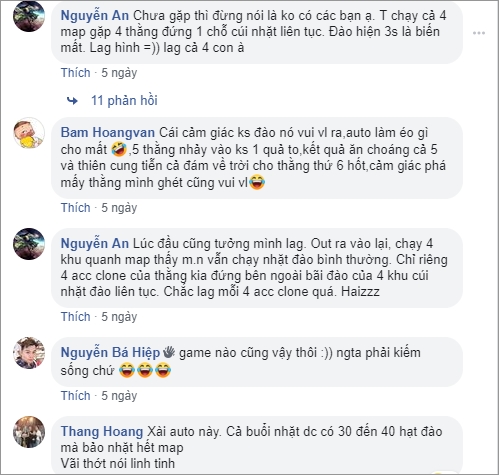 Nguyễn An Chưa gặp thì đừng nói là ko có các bạn ạ. T chạy cả 4
map gặp 4 thằng đứng 1 chỗ cúi nhặt liên tục. Đào hiện 3s là biến
mất. Lag hình =)) lag cả 4 con à
Thích · 5 ngày
11 phản hồi
Bam Hoangvan Cái cảm giác ks đào nó vui vl ra,auto làm éo gì
cho mất 🤣,5 thằng nhảy vào ks 1 quả to,kết quả ăn choáng cả 5
và thiên cung tiễn cả đám về trời cho thằng thứ 6 hốt,cảm giác phá
mấy thằng mình ghét cũng vui vl😂
Thích · 5 ngày
Nguyễn An Lúc đầu cũng tưởng mình lag. Out ra vào lại, chạy 4
khu quanh map thấy m.n vẫn chạy nhặt đào bình thường. Chỉ riêng
4 acc clone của thằng kia đứng bên ngoài bãi đào của 4 khu cúi
nhặt đào liên tục. Chắc lag mỗi 4 acc clone quá. Haizzz
Thích · 5 ngày
Nguyễn Bá Hiệp 👋 game nào cũng vậy thôi :)) ngta phải kiếm
sống chứ 😂😂😂
Thích · 5 ngày
Thang Hoang Xài auto này. Cả buổi nhặt dc có 30 đến 40 hạt đào
mà bảo nhặt hết map
Vãi thớt nói linh tinh